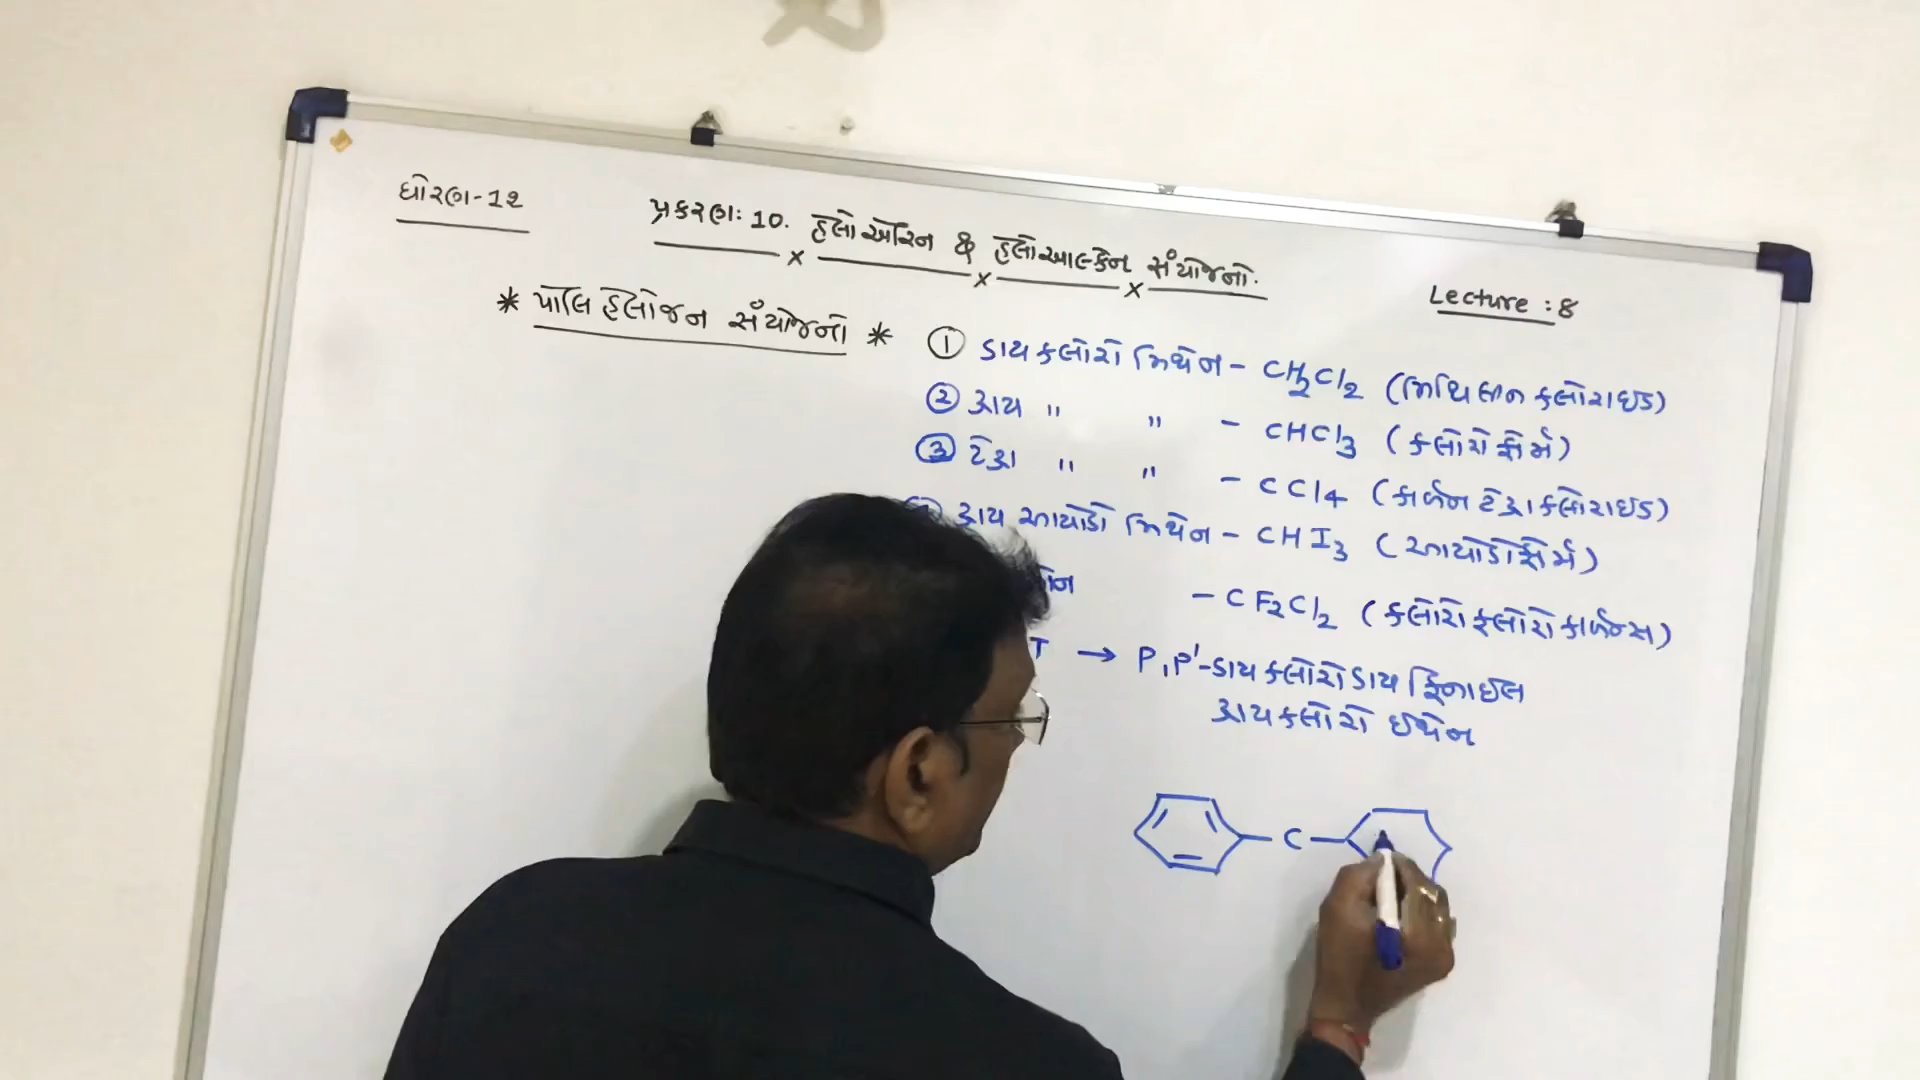 ધોરણ-12
પ્રકરણ: 10. હેલોએરિન & હેલોઆલ્કેન સંયોજનો.
Lecture : 8
* પોલિ હેલોજન સંયોજનો *
① ડાયક્લોરો મિથેન - CH2Cl2 (મિથિલીન ક્લોરાઇડ)
② ટ્રાય " " - CHCl3 (ક્લોરોફોર્મ)
③ ટેટ્રા " " - CCl4 (કાર્બન ટેટ્રાક્લોરાઇડ)
ટ્રાય આયોડો મિથેન - CHI3 (આયોડોફોર્મ)
- CF2Cl2 (ક્લોરોફ્લોરો કાર્બન્સ)
T → P,P'-ડાયક્લોરોડાય ફિનાઇલ
ટ્રાયક્લોરો ઇથેન
C